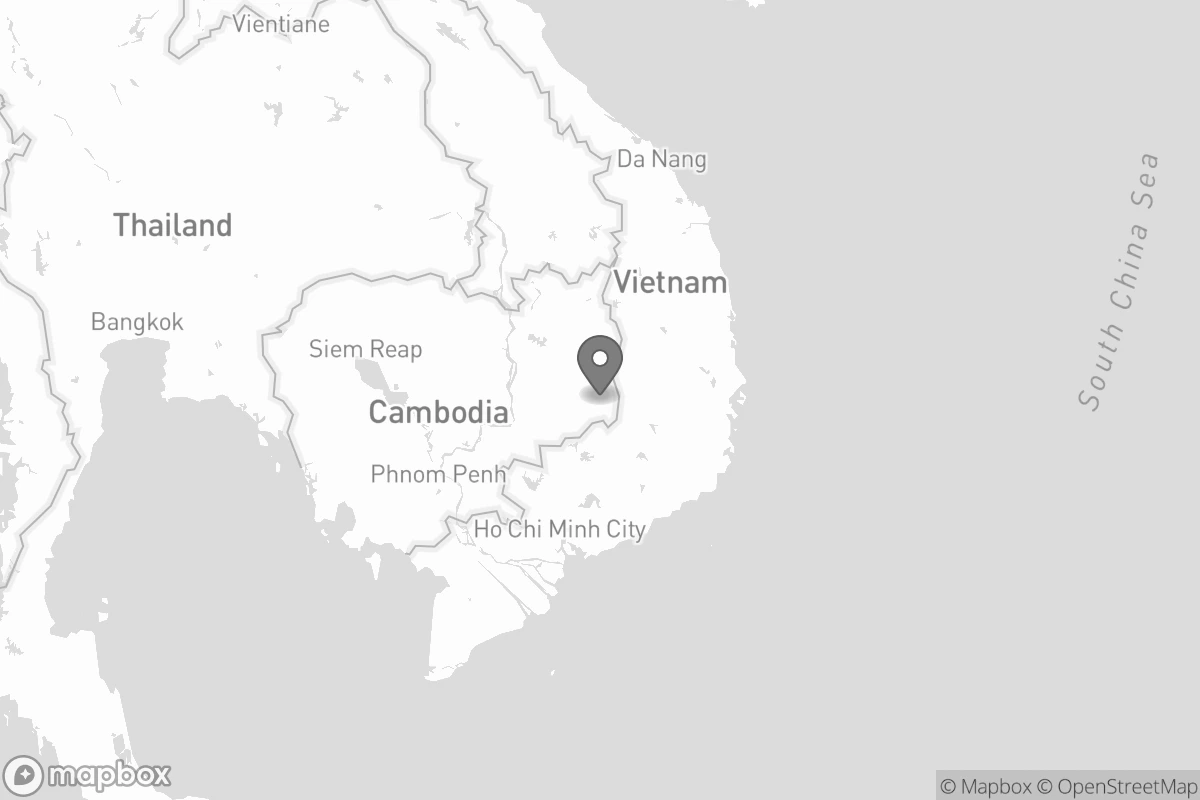 Vientiane
Da Nang
Thailand
South China Sea
Vietnam
Bangkok
Siem Reap
Cambodia
Phnom Penh
Ho Chi Minh City
mapbox
© Mapbox © OpenStreetMap